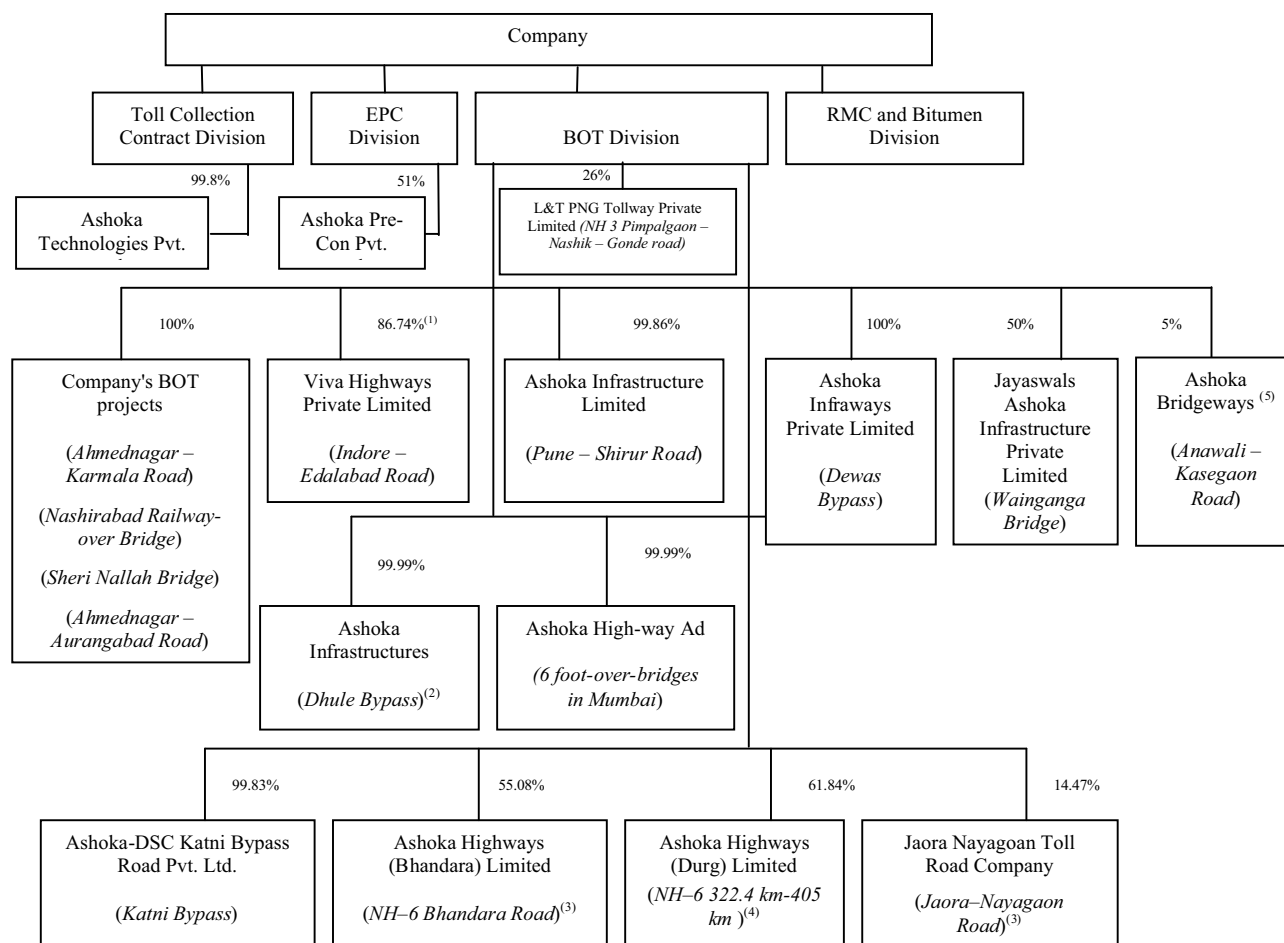 Company
Toll Collection
Contract Division
EPC
Division
BOT Division
RMC and Bitumen
Division
99.8%
51%
26%
Ashoka
Technologies Pvt.
Ashoka Pre-
Con Pvt.
L&T PNG Tollway Private
Limited (NH 3 Pimpalgaon –
Nashik – Gonde road)
100%
86.74%(1)
99.86%
100%
50%
5%
Company's BOT
projects
(Ahmednagar –
Karmala Road)
(Nashirabad Railway-
over Bridge)
(Sheri Nallah Bridge)
(Ahmednagar –
Aurangabad Road)
Viva Highways
Private Limited
(Indore –
Edalabad Road)
Ashoka Infrastructure
Limited
(Pune – Shirur Road)
Ashoka
Infraways
Private Limited
(Dewas
Bypass)
Jayaswals
Ashoka
Infrastructure
Private
Limited
(Wainganga
Bridge)
Ashoka
Bridgeways (5)
(Anawali –
Kasegaon
Road)
99.99%
99.99%
Ashoka
Infrastructures
(Dhule Bypass)(2)
Ashoka High-way Ad
(6 foot-over-bridges
in Mumbai)
99.83%
55.08%
61.84%
14.47%
Ashoka-DSC Katni Bypass
Road Pvt. Ltd.
(Katni Bypass)
Ashoka Highways
(Bhandara) Limited
(NH–6 Bhandara Road)(3)
Ashoka Highways
(Durg) Limited
(NH–6 322.4 km-405
km )(4)
Jaora Nayagoan Toll
Road Company
(Jaora–Nayagaon
Road)(3)